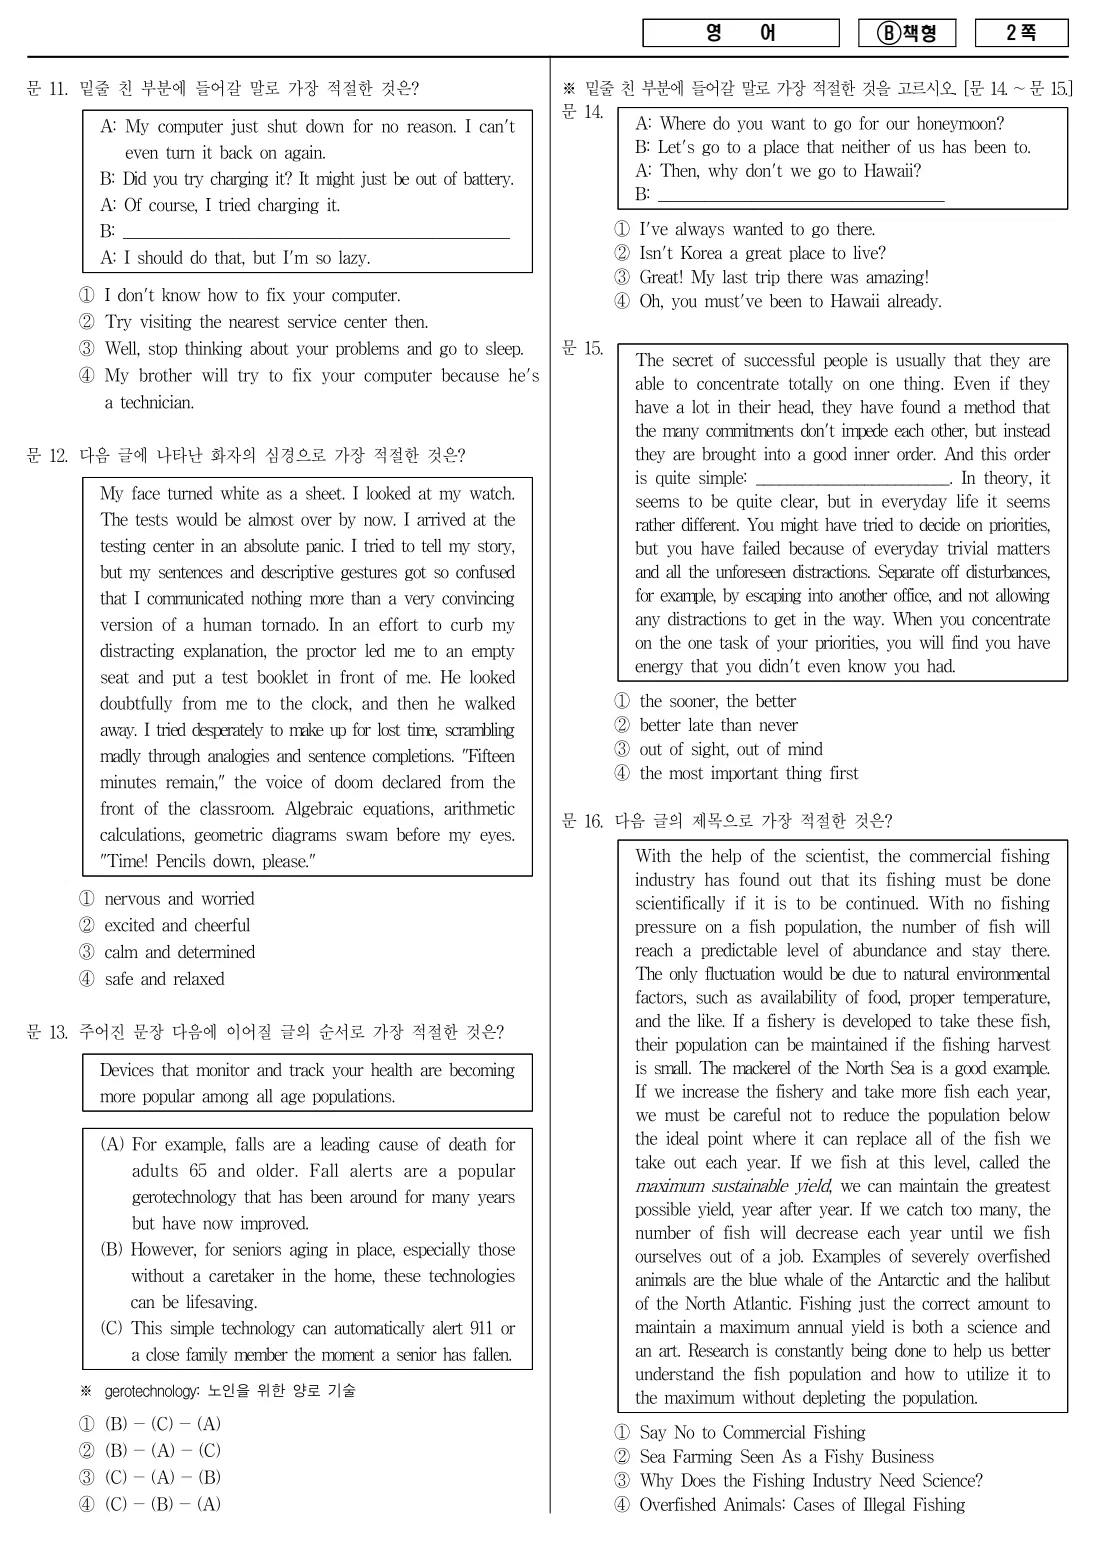 영 어
Ⓑ책형
2 쪽
문 11. 밑줄 친 부분에 들어갈 말로 가장 적절한 것은?
A: My computer just shut down for no reason. I can't
even turn it back on again.
B: Did you try charging it? It might just be out of battery.
A: Of course, I tried charging it.
B: ___________________________________________
A: I should do that, but I'm so lazy.
① I don't know how to fix your computer.
② Try visiting the nearest service center then.
③ Well, stop thinking about your problems and go to sleep.
④ My brother will try to fix your computer because he's
a technician.
문 12. 다음 글에 나타난 화자의 심경으로 가장 적절한 것은?
My face turned white as a sheet. I looked at my watch.
The tests would be almost over by now. I arrived at the
testing center in an absolute panic. I tried to tell my story,
but my sentences and descriptive gestures got so confused
that I communicated nothing more than a very convincing
version of a human tornado. In an effort to curb my
distracting explanation, the proctor led me to an empty
seat and put a test booklet in front of me. He looked
doubtfully from me to the clock, and then he walked
away. I tried desperately to make up for lost time, scrambling
madly through analogies and sentence completions. "Fifteen
minutes remain," the voice of doom declared from the
front of the classroom. Algebraic equations, arithmetic
calculations, geometric diagrams swam before my eyes.
"Time! Pencils down, please."
① nervous and worried
② excited and cheerful
③ calm and determined
④ safe and relaxed
문 13. 주어진 문장 다음에 이어질 글의 순서로 가장 적절한 것은?
Devices that monitor and track your health are becoming
more popular among all age populations.
(A) For example, falls are a leading cause of death for
adults 65 and older. Fall alerts are a popular
gerotechnology that has been around for many years
but have now improved.
(B) However, for seniors aging in place, especially those
without a caretaker in the home, these technologies
can be lifesaving.
(C) This simple technology can automatically alert 911 or
a close family member the moment a senior has fallen.
※ gerotechnology: 노인을 위한 양로 기술
① (B) - (C) - (A)
② (B) - (A) - (C)
③ (C) - (A) - (B)
④ (C) - (B) - (A)
※ 밑줄 친 부분에 들어갈 말로 가장 적절한 것을 고르시오. [문 14. ~ 문 15.]
문 14.
A: Where do you want to go for our honeymoon?
B: Let's go to a place that neither of us has been to.
A: Then, why don't we go to Hawaii?
B: ________________________________
① I've always wanted to go there.
② Isn't Korea a great place to live?
③ Great! My last trip there was amazing!
④ Oh, you must've been to Hawaii already.
문 15.
The secret of successful people is usually that they are
able to concentrate totally on one thing. Even if they
have a lot in their head, they have found a method that
the many commitments don't impede each other, but instead
they are brought into a good inner order. And this order
is quite simple: ______________________. In theory, it
seems to be quite clear, but in everyday life it seems
rather different. You might have tried to decide on priorities,
but you have failed because of everyday trivial matters
and all the unforeseen distractions. Separate off disturbances,
for example, by escaping into another office, and not allowing
any distractions to get in the way. When you concentrate
on the one task of your priorities, you will find you have
energy that you didn't even know you had.
① the sooner, the better
② better late than never
③ out of sight, out of mind
④ the most important thing first
문 16. 다음 글의 제목으로 가장 적절한 것은?
With the help of the scientist, the commercial fishing
industry has found out that its fishing must be done
scientifically if it is to be continued. With no fishing
pressure on a fish population, the number of fish will
reach a predictable level of abundance and stay there.
The only fluctuation would be due to natural environmental
factors, such as availability of food, proper temperature,
and the like. If a fishery is developed to take these fish,
their population can be maintained if the fishing harvest
is small. The mackerel of the North Sea is a good example.
If we increase the fishery and take more fish each year,
we must be careful not to reduce the population below
the ideal point where it can replace all of the fish we
take out each year. If we fish at this level, called the
maximum sustainable yield, we can maintain the greatest
possible yield, year after year. If we catch too many, the
number of fish will decrease each year until we fish
ourselves out of a job. Examples of severely overfished
animals are the blue whale of the Antarctic and the halibut
of the North Atlantic. Fishing just the correct amount to
maintain a maximum annual yield is both a science and
an art. Research is constantly being done to help us better
understand the fish population and how to utilize it to
the maximum without depleting the population.
① Say No to Commercial Fishing
② Sea Farming Seen As a Fishy Business
③ Why Does the Fishing Industry Need Science?
④ Overfished Animals: Cases of Illegal Fishing